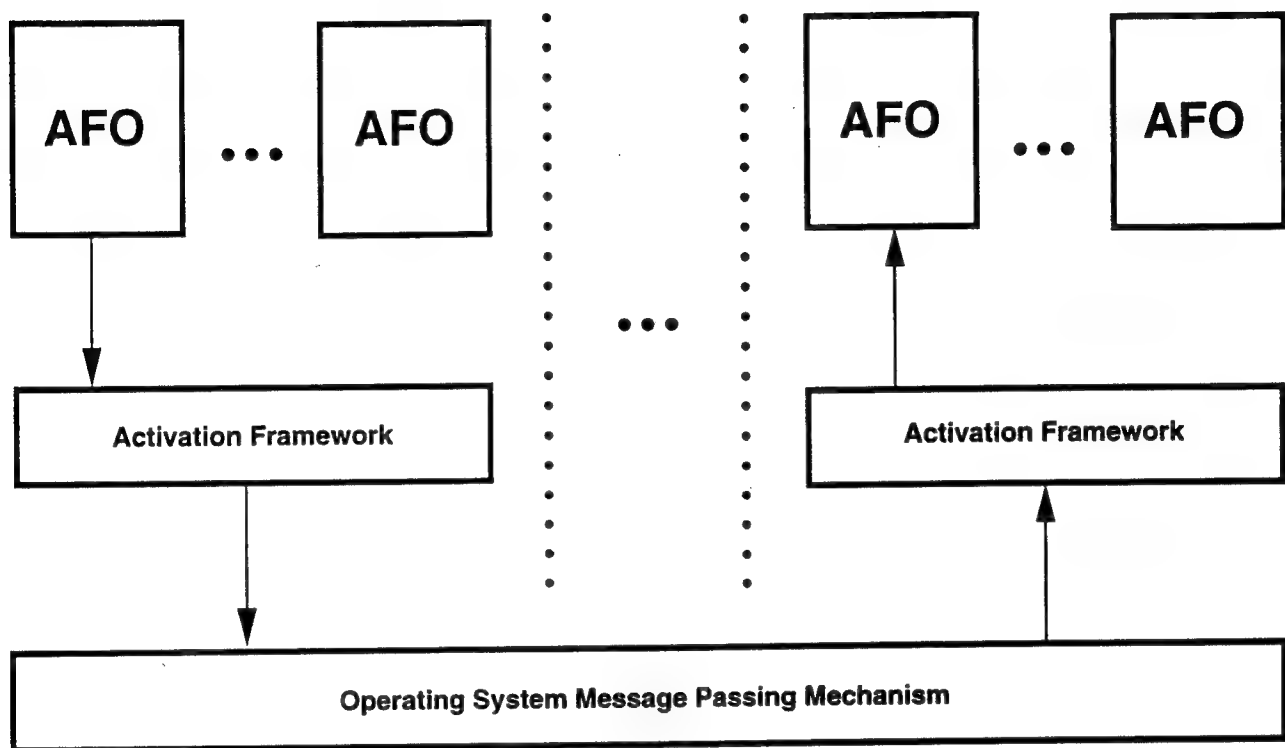 AFO
AFO
AFO
AFO
Activation Framework
Activation Framework
Operating System Message Passing Mechanism